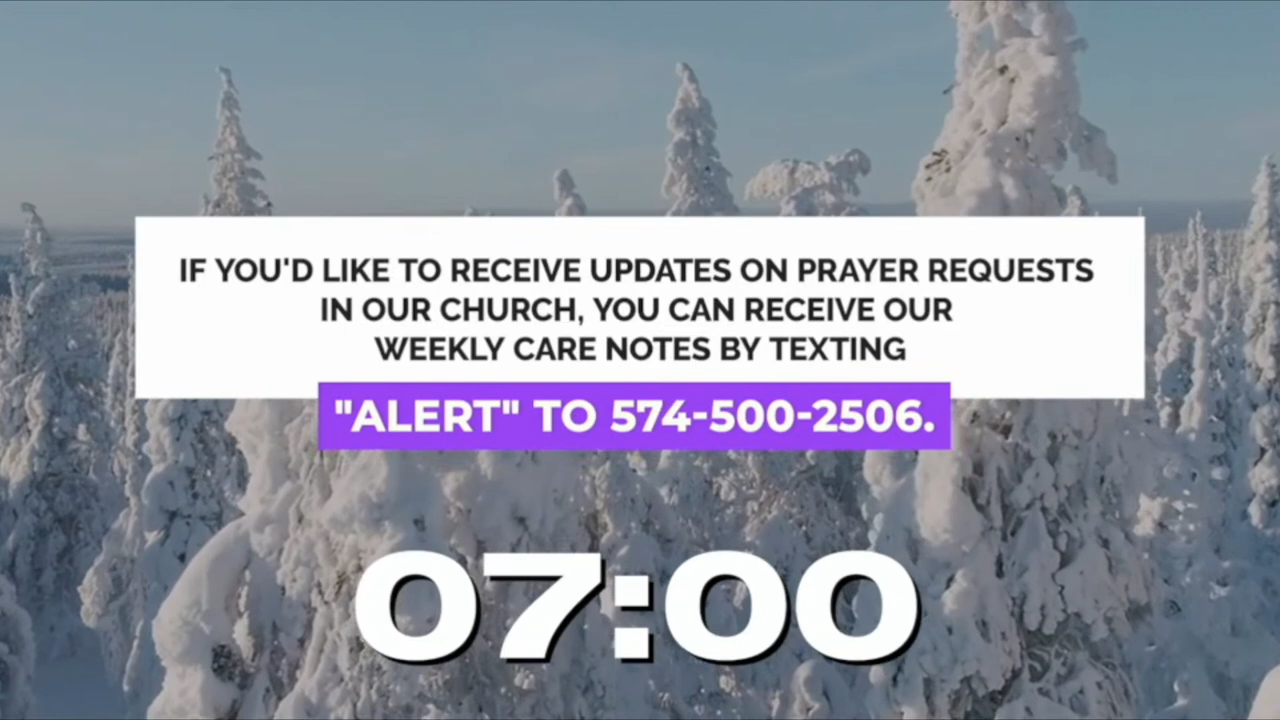 IF YOU'D LIKE TO RECEIVE UPDATES ON PRAYER REQUESTS
IN OUR CHURCH, YOU CAN RECEIVE OUR
WEEKLY CARE NOTES BY TEXTING
"ALERT" TO 574-500-2506.
07:00